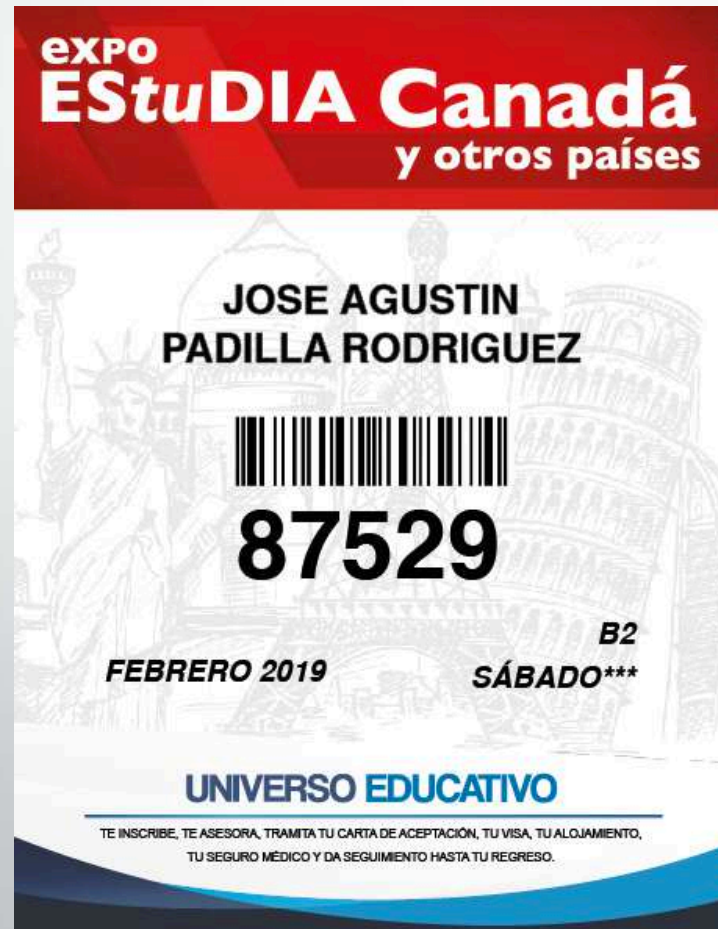 eXPO
EStuDIA Canadá
y otros países
JOSE AGUSTIN
PADILLA RODRIGUEZ
87529
B2
FEBRERO 2019 SÁBADO***
UNIVERSO EDUCATIVO
TE INSCRIBE, TE ASESORA, TRAMITA TU CARTA DE ACEPTACIÓN, TU VISA, TU ALOJAMIENTO,
TU SEGURO MÉDICO Y DA SEGUIMIENTO HASTA TU REGRESO.